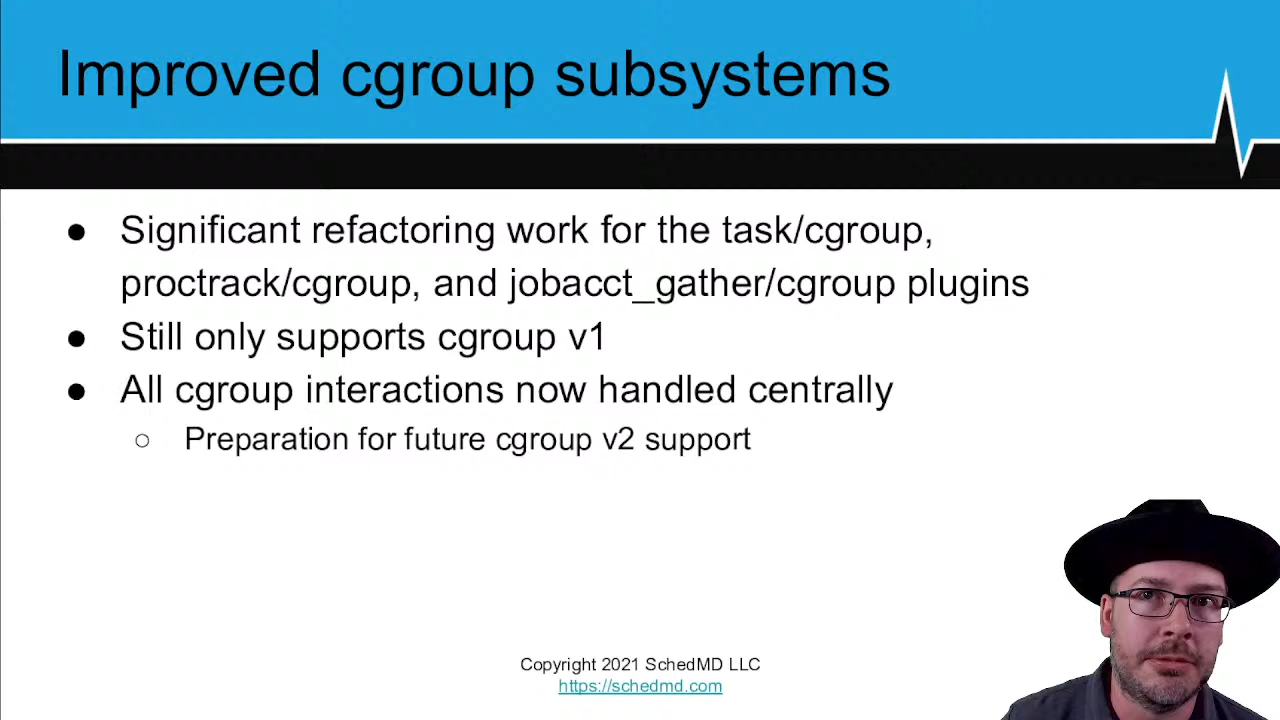 Improved cgroup subsystems
● Significant refactoring work for the task/cgroup,
proctrack/cgroup, and jobacct_gather/cgroup plugins
● Still only supports cgroup v1
● All cgroup interactions now handled centrally
○ Preparation for future cgroup v2 support
Copyright 2021 SchedMD LLC
https://schedmd.com